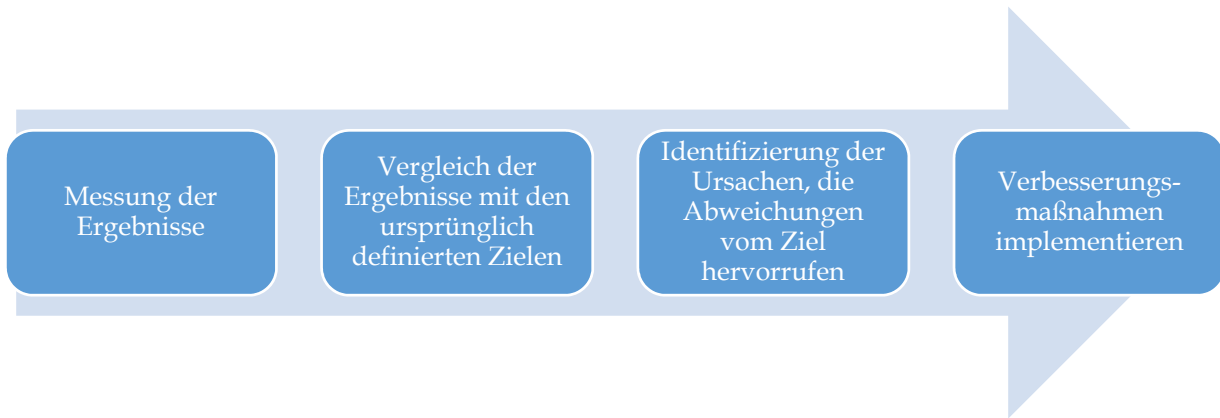 Messung der
Ergebnisse
Vergleich der
Ergebnisse mit den
ursprünglich
definierten Zielen
Identifizierung der
Ursachen, die
Abweichungen
vom Ziel
hervorrufen
Verbesserungs-
maßnahmen
implementieren